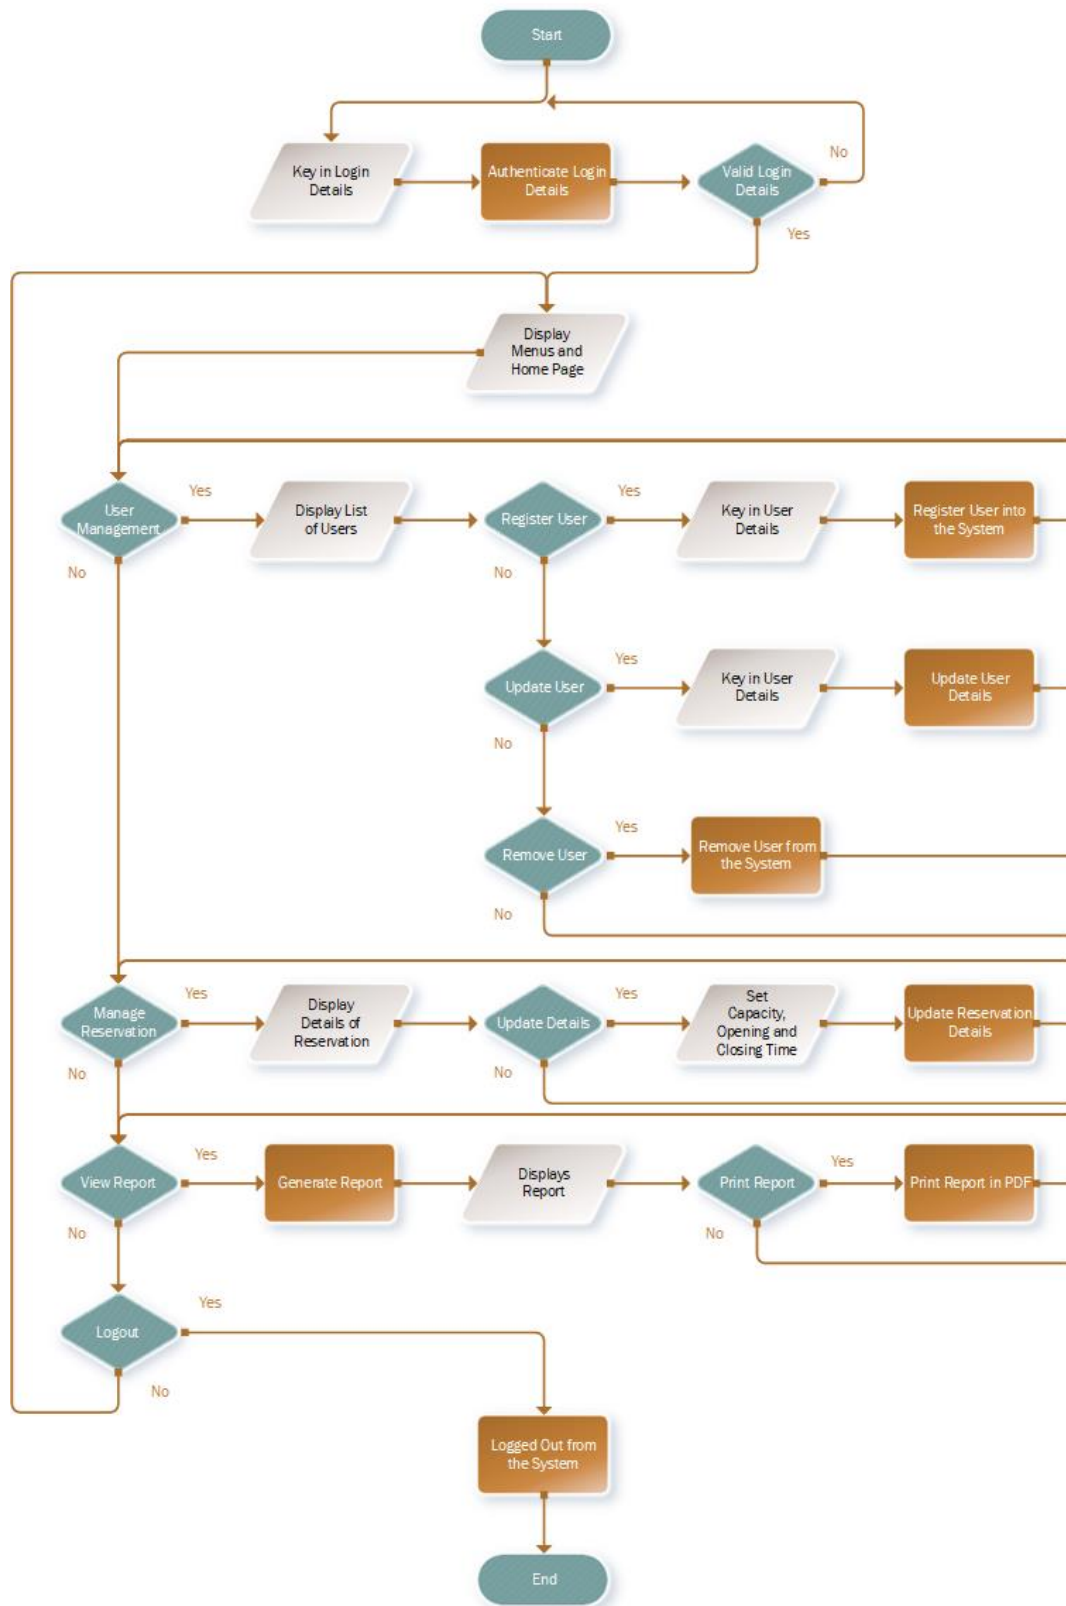 Start
No
Key in Login
Details
Authenticate Login
Details
Valid Login
Details
Yes
Display
Menus and
Home Page
User
Management
Yes
Display List
of Users
Register User
Yes
Key in User
Details
Register User into
the System
No
No
Update User
Yes
Key in User
Details
Update User
Details
No
Remove User
Yes
Remove User from
the System
No
Manage
Reservation
Yes
Display
Details of
Reservation
Update Details
Yes
Set
Capacity,
Opening and
Closing Time
Update Reservation
Details
No
No
View Report
Yes
Generate Report
Displays
Report
Print Report
Yes
Print Report in PDF
No
No
Logout
Yes
No
Logged Out from
the System
End